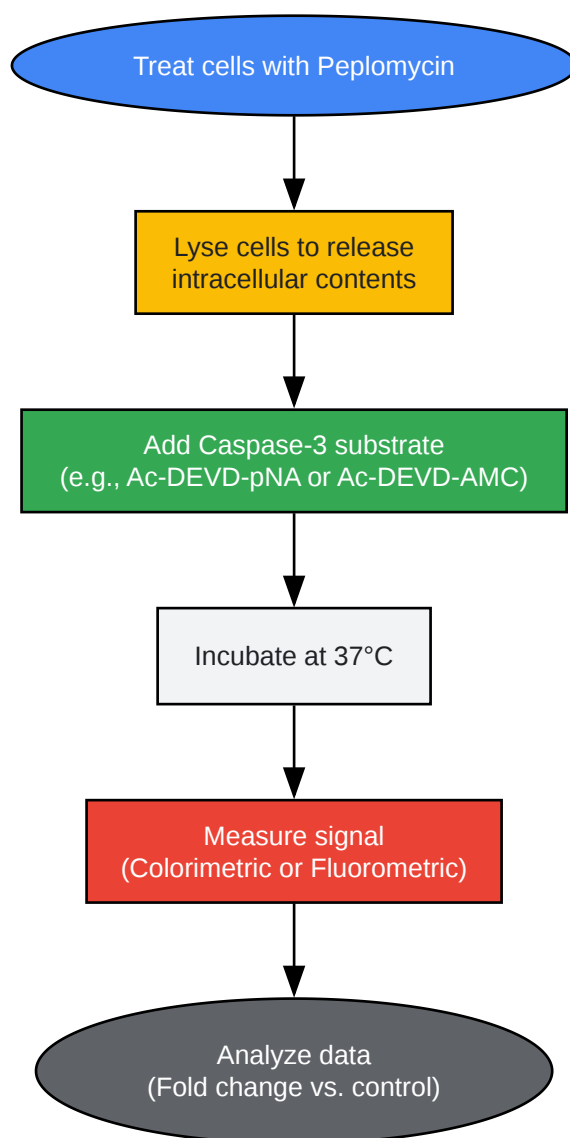 Treat cells with Peplomycin
Lyse cells to release
intracellular contents
Add Caspase-3 substrate
(e.g., Ac-DEVD-pNA or Ac-DEVD-AMC)
Incubate at 37°C
Measure signal
(Colorimetric or Fluorometric)
Analyze data
(Fold change vs. control)